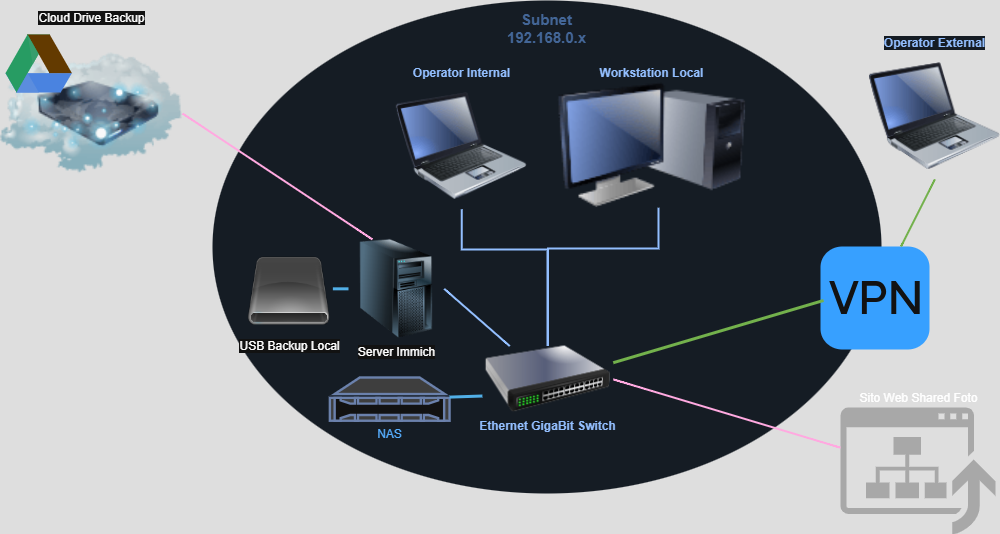 Cloud Drive Backup
Subnet
192.168.0.x
Operator External
Operator Internal
Workstation Local
VPN
USB Backup Local
Server Immich
Sito Web Shared Foto
Ethernet GigaBit Switch
NAS